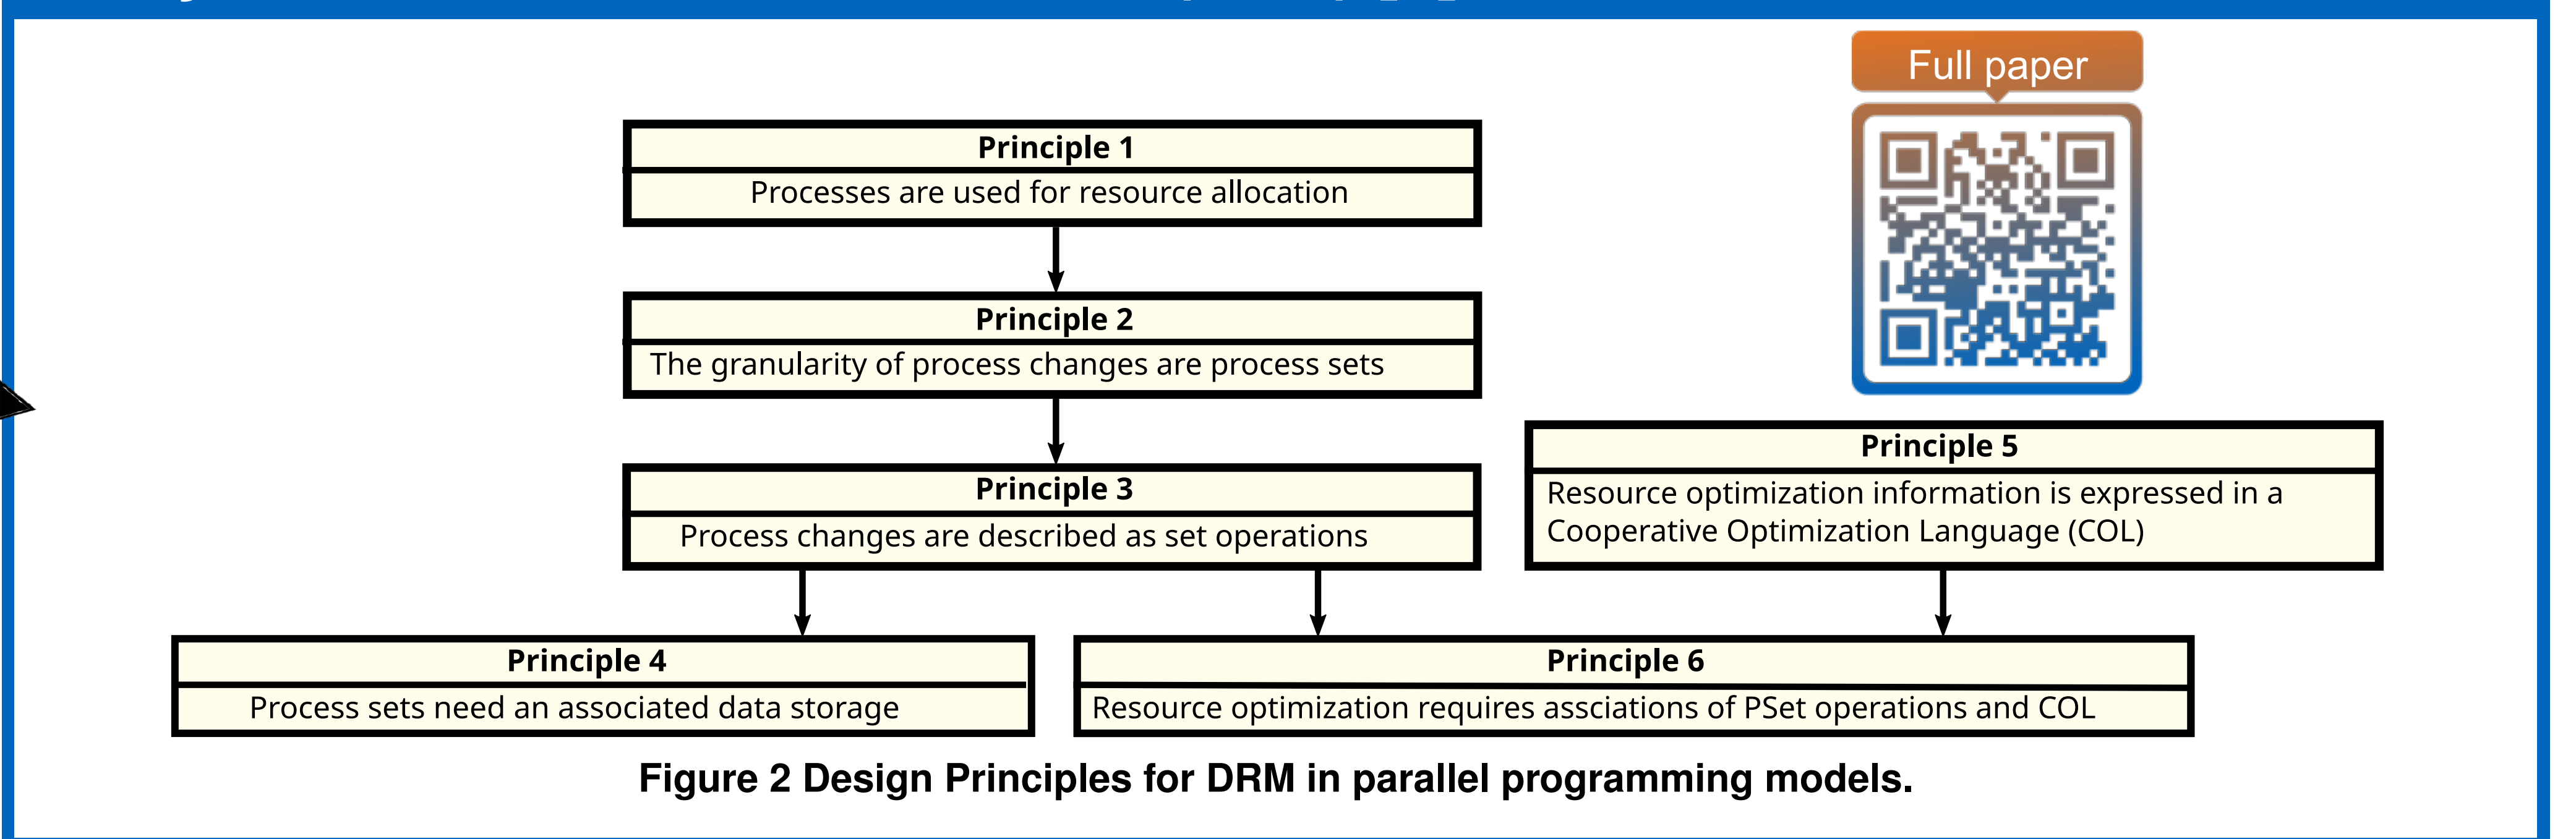 Full paper
Principle 1
Processes are used for resource allocation
Principle 2
The granularity of process changes are process sets
Principle 3
Process changes are described as set operations
Principle 5
Resource optimization information is expressed in a
Cooperative Optimization Language (COL)
Principle 4
Process sets need an associated data storage
Principle 6
Resource optimization requires assciations of PSet operations and COL
Figure 2 Design Principles for DRM in parallel programming models.